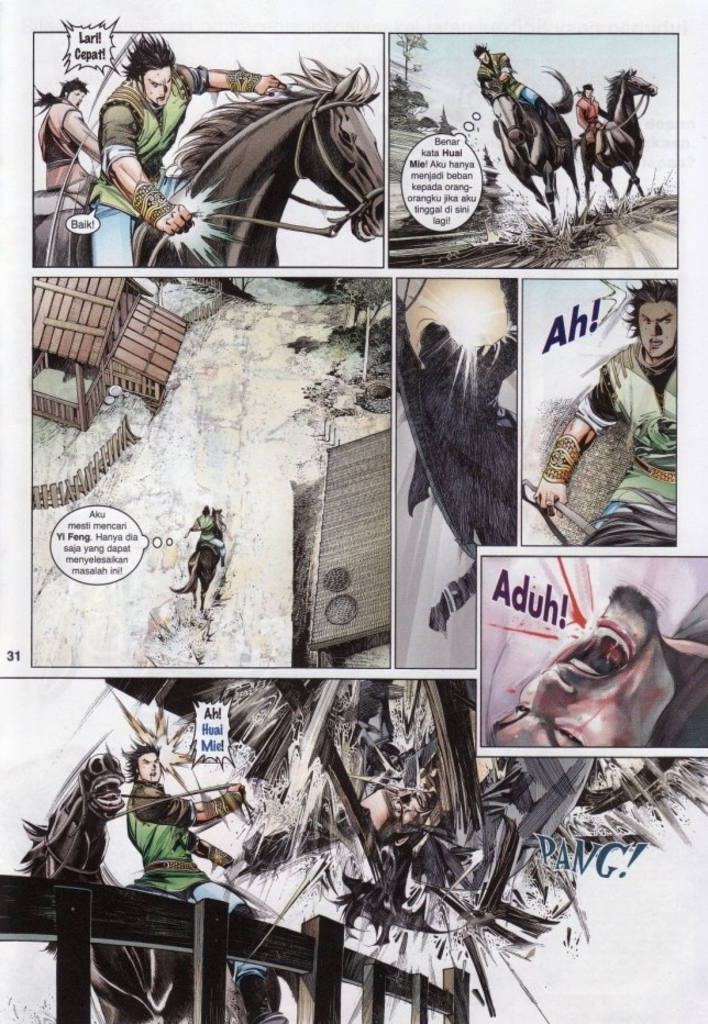 Lari!
Cepat!
Baik!
Benar
kata Huai
Mie! Aku hanya
menjadi beban
kepada orang-
orangku jika aku
tinggal di sini
lagi!
Aku
mesti mencari
Yi Feng. Hanya dia
saja yang dapat
menyelesaikan
masalah ini!
Ah!
Aduh!
31
Ah!
Huai
Mie!
PANG!